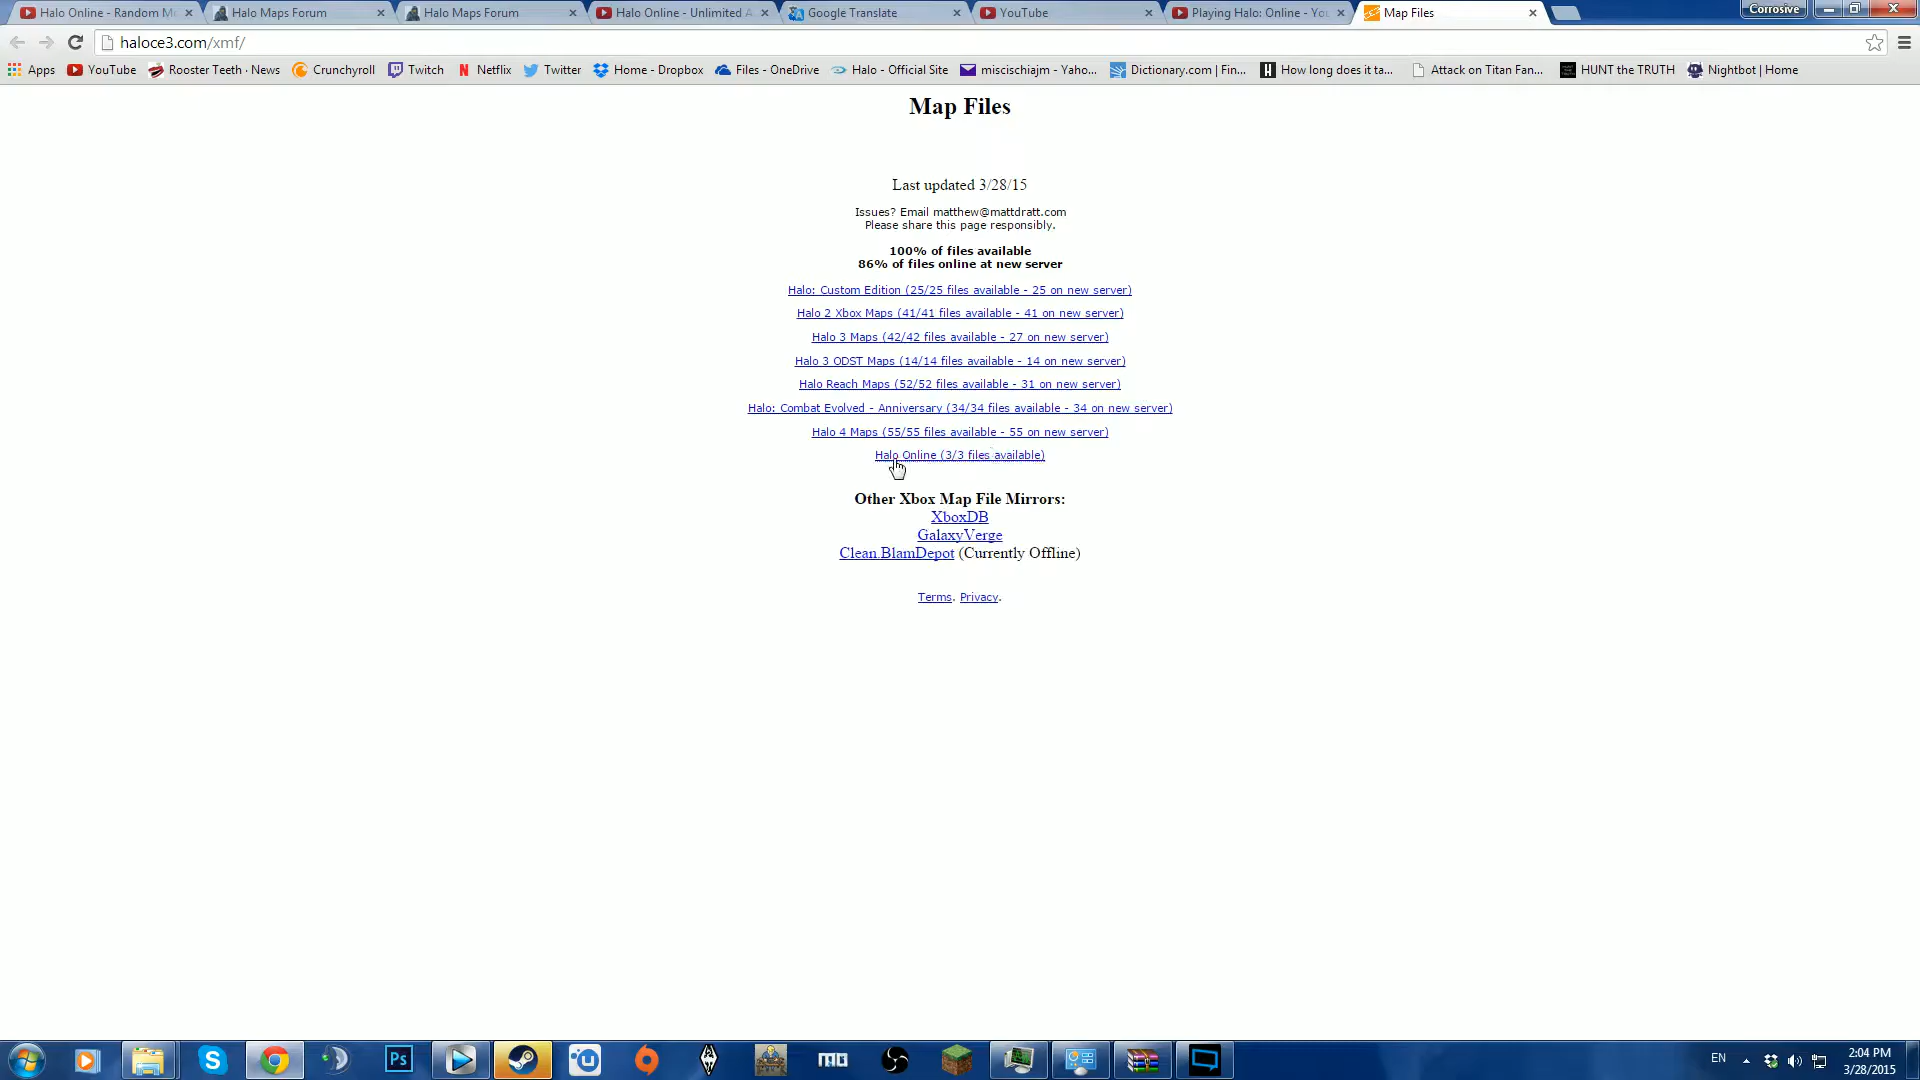 Halo Online - Random M
Halo Maps Forum
Halo Maps Forum
Halo Online - Unlimited A
Google Translate
YouTube
Playing Halo: Online - You
Map Files
Corrosive
haloce3.com/xmf/
Apps
YouTube
Rooster Teeth · News
Crunchyroll
Twitch
Netflix
Twitter
Home - Dropbox
Files - OneDrive
Halo - Official Site
miscischiajm - Yaho...
Dictionary.com | Fin...
How long does it ta...
Attack on Titan Fan...
HUNT the TRUTH
Nightbot | Home
Map Files
Last updated 3/28/15
Issues? Email matthew@mattdratt.com
Please share this page responsibly.
100% of files available
86% of files online at new server
Halo: Custom Edition (25/25 files available - 25 on new server)
Halo 2 Xbox Maps (41/41 files available - 41 on new server)
Halo 3 Maps (42/42 files available - 27 on new server)
Halo 3 ODST Maps (14/14 files available - 14 on new server)
Halo Reach Maps (52/52 files available - 31 on new server)
Halo: Combat Evolved - Anniversary (34/34 files available - 34 on new server)
Halo 4 Maps (55/55 files available - 55 on new server)
Halo Online (3/3 files available)
Other Xbox Map File Mirrors:
XboxDB
GalaxyVerge
Clean.BlamDepot (Currently Offline)
Terms. Privacy.
Ps
EN
2:04 PM
3/28/2015